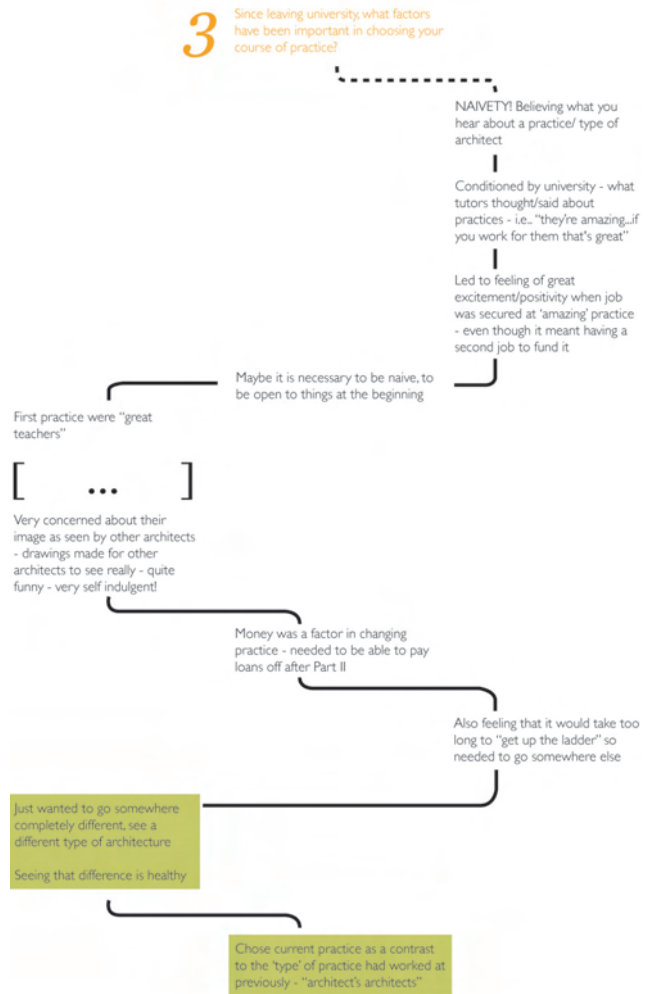 3
Since leaving university, what factors
have been important in choosing your
course of practice?
NAIVETY! Believing what you
hear about a practice/ type of
architect
Conditioned by university - what
tutors thought/said about
practices - i.e.. “they're amazing...if
you work for them that's great”
Led to feeling of great
excitement/positivity when job
was secured at ‘amazing’ practice
- even though it meant having a
second job to fund it
Maybe it is necessary to be naive, to
be open to things at the beginning
First practice were “great
teachers”
[ ... ]
Very concerned about their
image as seen by other architects
- drawings made for other
architects to see really - quite
funny - very self indulgent!
Money was a factor in changing
practice - needed to be able to pay
loans off after Part II
Also feeling that it would take too
long to “get up the ladder” so
needed to go somewhere else
Just wanted to go somewhere
completely different, see a
different type of architecture
Seeing that difference is healthy
Chose current practice as a contrast
to the ‘type’ of practice had worked at
previously - “architect's architects”